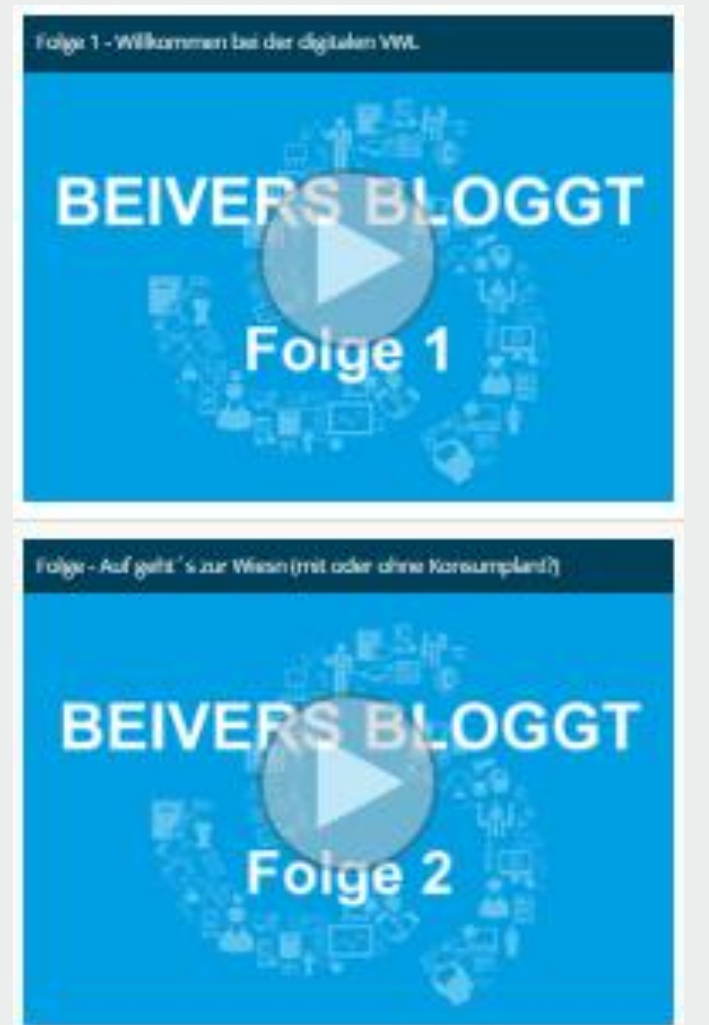 Folge 1 - Willkommen bei der digitalen VWL
BEIVERS BLOGGT
Folge 1
Folge - Auf geht´s zur Wiesn (mit oder ohne Konsumplan!?)
BEIVERS BLOGGT
Folge 2